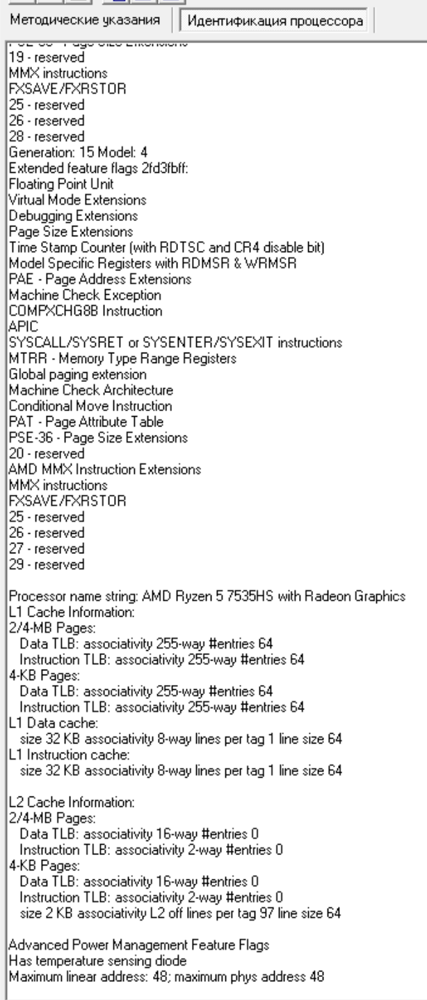 Методические указания
Идентификация процессора
19 - reserved
MMX instructions
FXSAVE/FXRSTOR
25 - reserved
26 - reserved
28 - reserved
Generation: 15 Model: 4
Extended feature flags 2fd3fbff:
Floating Point Unit
Virtual Mode Extensions
Debugging Extensions
Page Size Extensions
Time Stamp Counter (with RDTSC and CR4 disable bit)
Model Specific Registers with RDMSR & WRMSR
PAE - Page Address Extensions
Machine Check Exception
COMPXCHG8B Instruction
APIC
SYSCALL/SYSRET or SYSENTER/SYSEXIT instructions
MTRR - Memory Type Range Registers
Global paging extension
Machine Check Architecture
Conditional Move Instruction
PAT - Page Attribute Table
PSE-36 - Page Size Extensions
20 - reserved
AMD MMX Instruction Extensions
MMX instructions
FXSAVE/FXRSTOR
25 - reserved
26 - reserved
27 - reserved
29 - reserved
Processor name string: AMD Ryzen 5 7535HS with Radeon Graphics
L1 Cache Information:
2/4-MB Pages:
Data TLB: associativity 255-way #entries 64
Instruction TLB: associativity 255-way #entries 64
4-KB Pages:
Data TLB: associativity 255-way #entries 64
Instruction TLB: associativity 255-way #entries 64
L1 Data cache:
size 32 KB associativity 8-way lines per tag 1 line size 64
L1 Instruction cache:
size 32 KB associativity 8-way lines per tag 1 line size 64
L2 Cache Information:
2/4-MB Pages:
Data TLB: associativity 16-way #entries 0
Instruction TLB: associativity 2-way #entries 0
4-KB Pages:
Data TLB: associativity 16-way #entries 0
Instruction TLB: associativity 2-way #entries 0
size 2 KB associativity L2 off lines per tag 97 line size 64
Advanced Power Management Feature Flags
Has temperature sensing diode
Maximum linear address: 48; maximum phys address 48